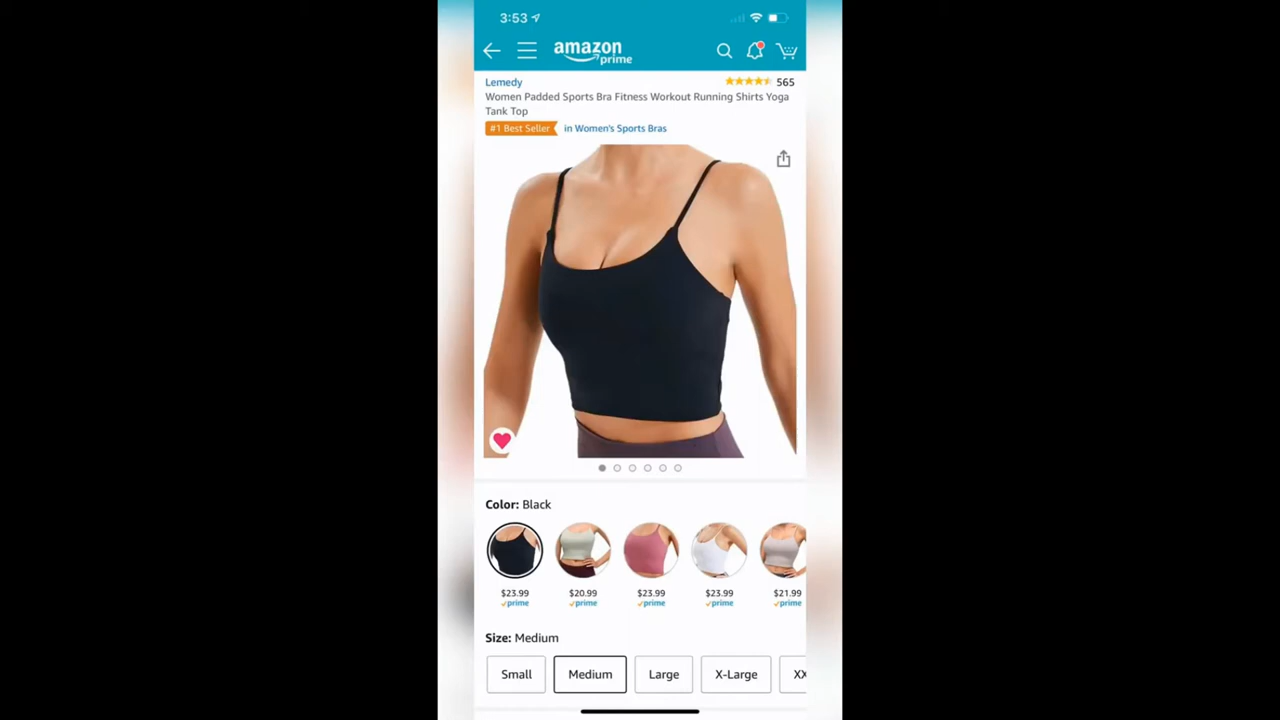 3:53
amazon
prime
Lemedy
565
Women Padded Sports Bra Fitness Workout Running Shirts Yoga
Tank Top
#1 Best Seller in Women's Sports Bras
Color: Black
$23.99 $20.99 $23.99 $23.99 $21.99
prime prime prime prime prime
Size: Medium
Small Medium Large X-Large XX